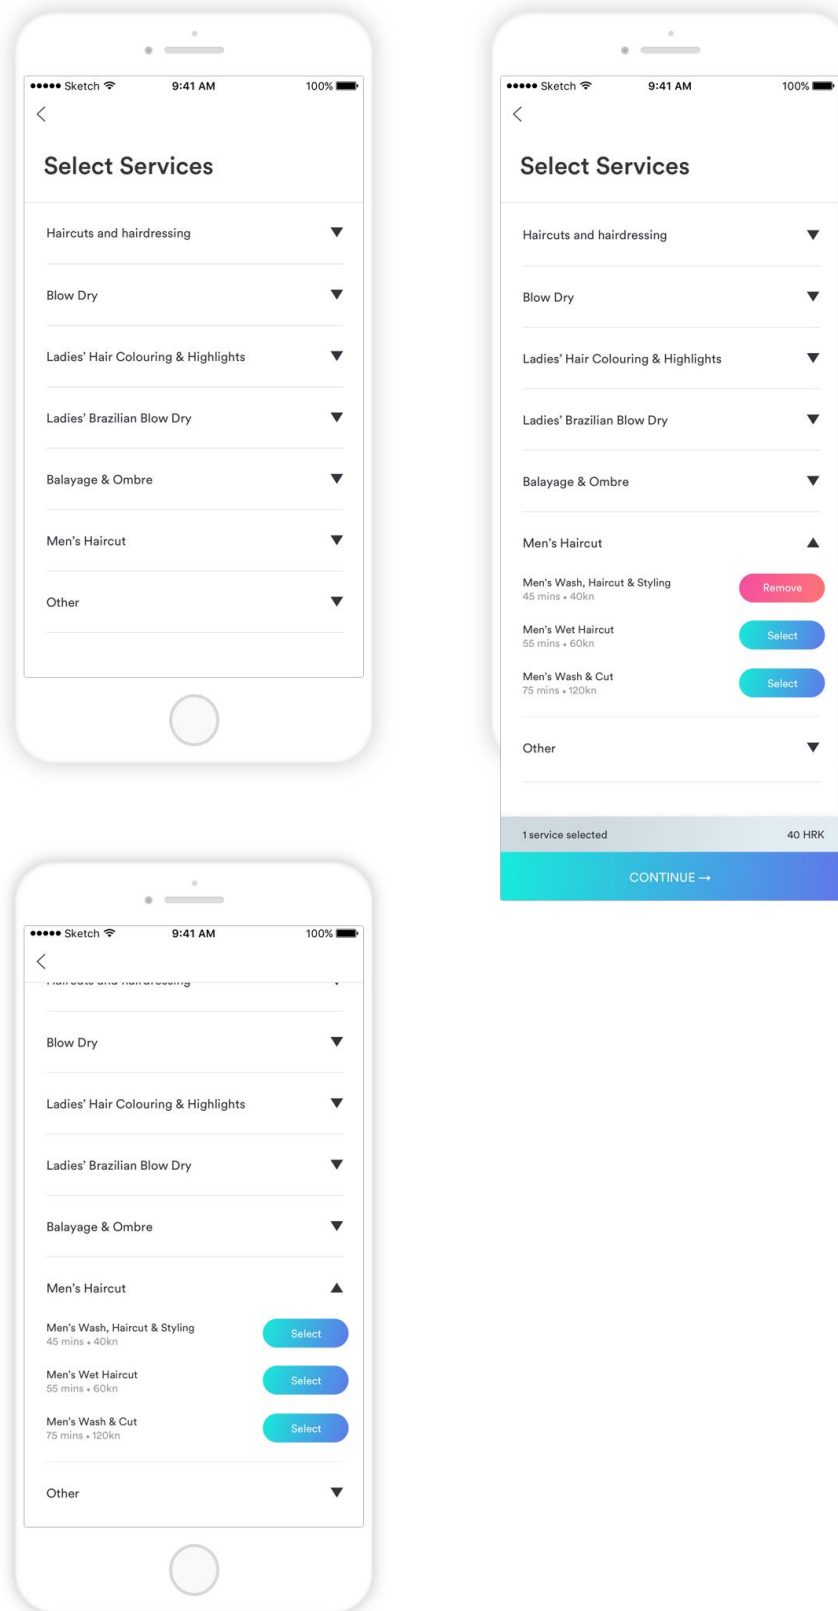 Sketch 9:41 AM 100%
Select Services
Haircuts and hairdressing
Blow Dry
Ladies' Hair Colouring & Highlights
Ladies' Brazilian Blow Dry
Balayage & Ombre
Men's Haircut
Other
Sketch 9:41 AM 100%
Select Services
Haircuts and hairdressing
Blow Dry
Ladies' Hair Colouring & Highlights
Ladies' Brazilian Blow Dry
Balayage & Ombre
Men's Haircut
Men's Wash, Haircut & Styling
45 mins • 40kn
Remove
Men's Wet Haircut
55 mins • 60kn
Select
Men's Wash & Cut
75 mins • 120kn
Select
Other
1 service selected 40 HRK
CONTINUE →
Sketch 9:41 AM 100%
Haircuts and hairdressing
Blow Dry
Ladies' Hair Colouring & Highlights
Ladies' Brazilian Blow Dry
Balayage & Ombre
Men's Haircut
Men's Wash, Haircut & Styling
45 mins • 40kn
Select
Men's Wet Haircut
55 mins • 60kn
Select
Men's Wash & Cut
75 mins • 120kn
Select
Other